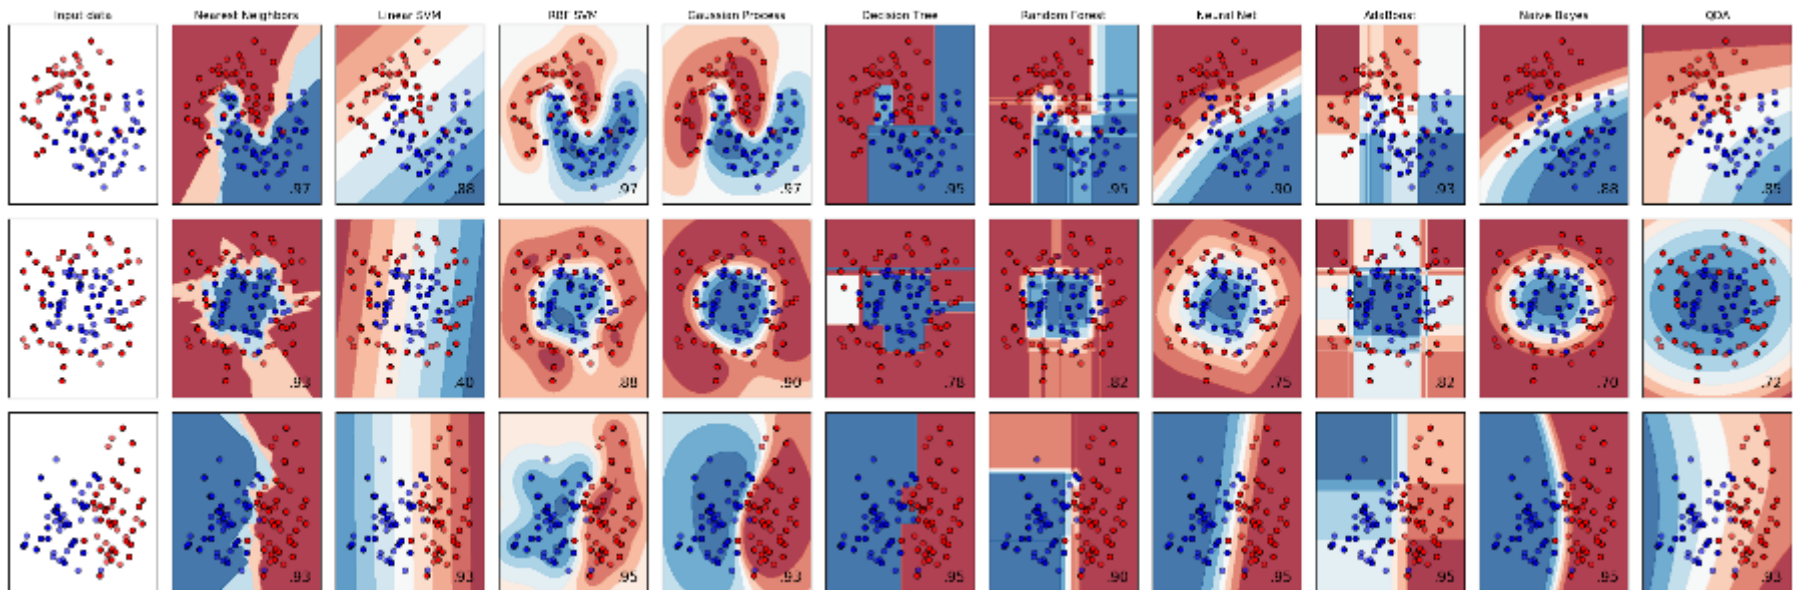 Input data Nearest Neighbors Linear SVM RBF SVM Gaussian Process Decision Tree Random Forest Neural Net AdaBoost Naive Bayes QDA
.97 .88 .97 .97 .95 .95 .90 .93 .88 .85
.93 .40 .88 .90 .78 .82 .75 .82 .70 .72
.93 .93 .95 .93 .95 .90 .95 .95 .95 .93